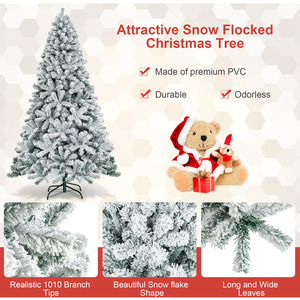 Attractive Snow Flocked
Christmas Tree
Made of premium PVC
Durable
Odorless
Realistic 1010 Branch
Tips
Beautiful Snow flake
Shape
Long and Wide
Leaves